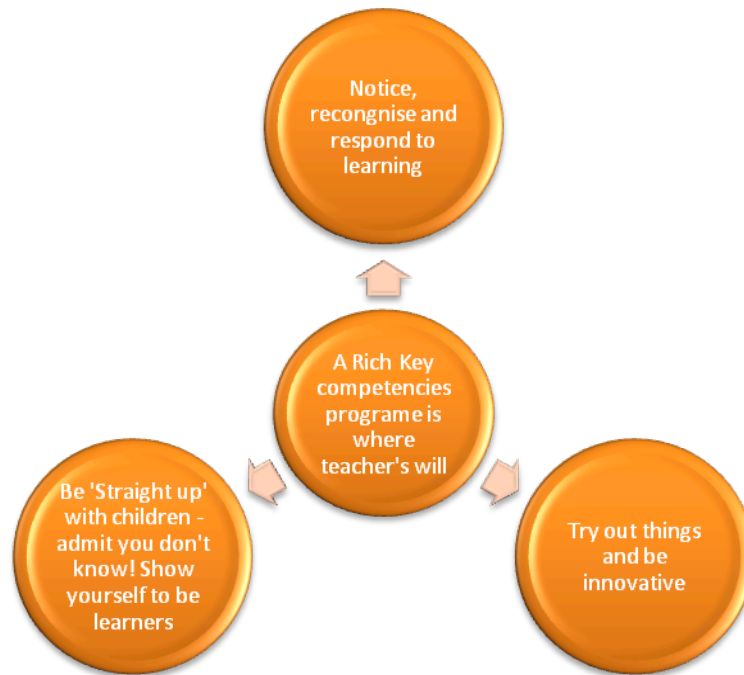 Notice,
recongnise and
respond to
learning
A Rich Key
competencies
programe is
where
teacher's will
Be 'Straight up'
with children -
admit you don't
know! Show
yourself to be
learners
Try out things
and be
innovative